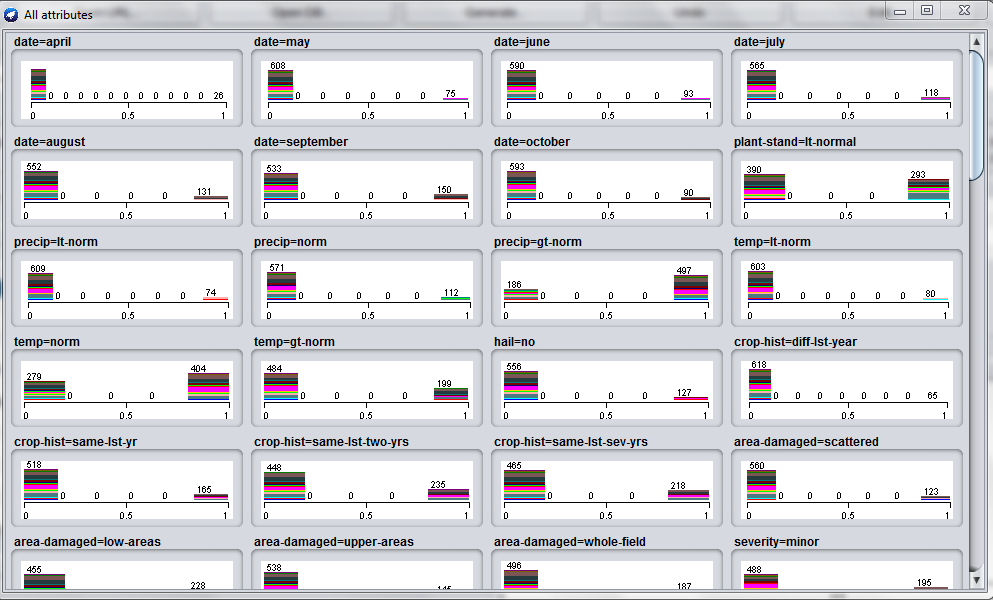 Open DB...
Generate...
Undo
All attributes
date=april date=may date=june date=july
608 590 565
0 0 0 0 0 0 0 0 0 0 0 26 0 0 0 0 0 0 75 0 0 0 0 0 93 0 0 0 0 118
0 0.5 1 0 0.5 1 0 0.5 1 0 0.5 1
date=august date=september date=october plant-stand=lt-normal
552 533 593 390 293
0 0 0 0 131 0 0 0 0 150 0 0 0 0 0 90 0 0 0
0 0.5 1 0 0.5 1 0 0.5 1 0 0.5 1
precip=lt-norm precip=norm precip=gt-norm temp=lt-norm
609 571 186 497 603
0 0 0 0 0 0 74 0 0 0 0 0 112 0 0 0 0 0 0 0 0 0 0 80
0 0.5 1 0 0.5 1 0 0.5 1 0 0.5 1
temp=norm temp=gt-norm hail=no crop-hist=diff-lst-year
279 404 484 199 556 618
0 0 0 0 0 0 0 0 0 0 0 127 0 0 0 0 0 0 0 65
0 0.5 1 0 0.5 1 0 0.5 1 0 0.5 1
crop-hist=same-lst-yr crop-hist=same-lst-two-yrs crop-hist=same-lst-sev-yrs area-damaged=scattered
518 448 235 465 218 560
0 0 0 0 165 0 0 0 0 0 0 0 0 0 0 0 123
0 0.5 1 0 0.5 1 0 0.5 1 0 0.5 1
area-damaged=low-areas area-damaged=upper-areas area-damaged=whole-field severity=minor
455 228 538 145 496 187 488 195